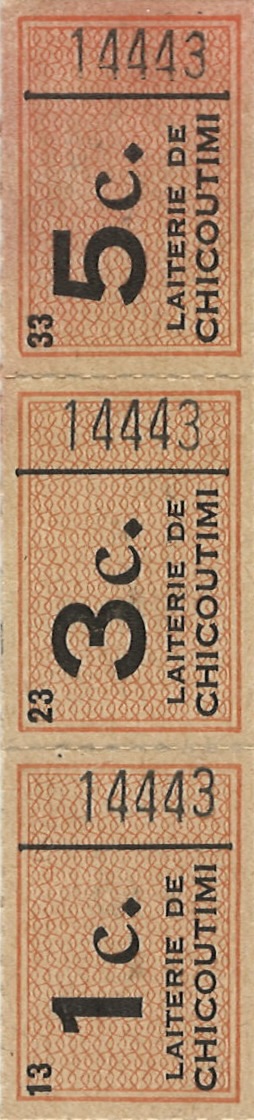 14443
33
5c.
LAITERIE DE
CHICOUTIMI
14443
23
3c.
LAITERIE DE
CHICOUTIMI
14443
13
1c.
LAITERIE DE
CHICOUTIMI